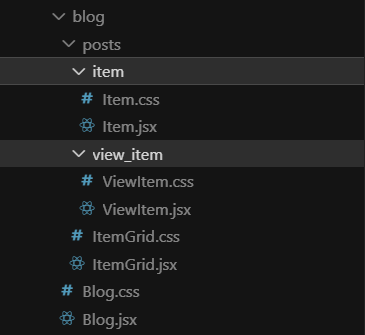 blog
posts
item
Item.css
Item.jsx
view_item
ViewItem.css
ViewItem.jsx
ItemGrid.css
ItemGrid.jsx
Blog.css
Blog.jsx